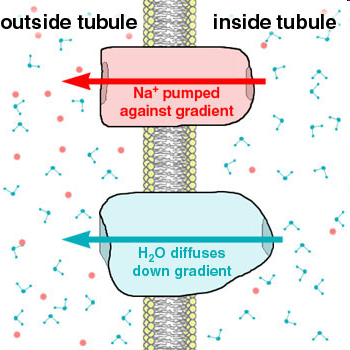 outside tubule
inside tubule
Na⁺ pumped
against gradient
H₂O diffuses
down gradient